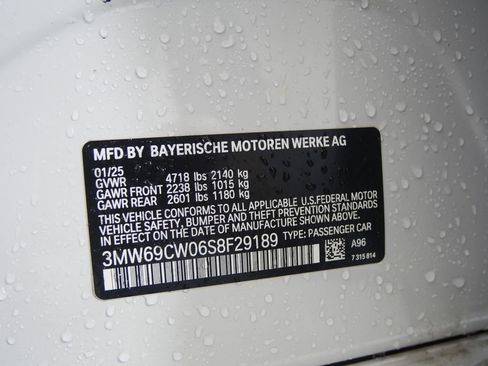 MFD BY BAYERISCHE MOTOREN WERKE AG
01/25
GVWR 4718 lbs 2140 kg
GAWR FRONT 2238 lbs 1015 kg
GAWR REAR 2601 lbs 1180 kg
THIS VEHICLE CONFORMS TO ALL APPLICABLE U.S.FEDERAL MOTOR
VEHICLE SAFETY, BUMPER, AND THEFT PREVENTION STANDARDS
IN EFFECT ON THE DATE OF MANUFACTURE SHOWN ABOVE.
3MW69CW06S8F29189 TYPE: PASSENGER CAR
A96
7 315 814